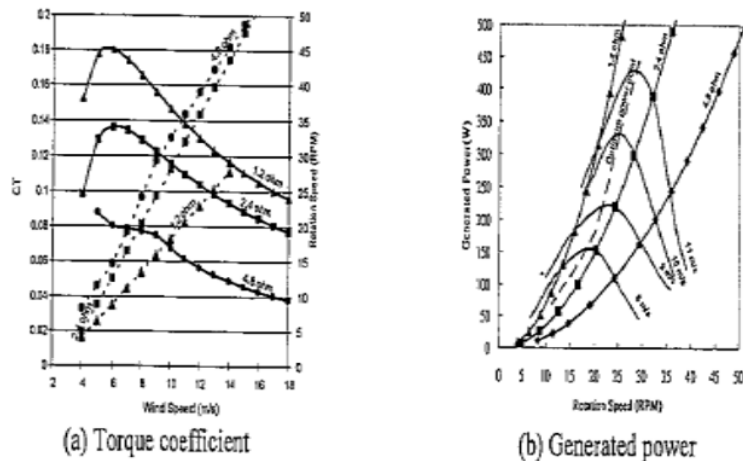 0.2
0.18
0.16
0.14
0.12
0.1
0.08
0.06
0.04
0.02
0
CT
2 4 6 8 10 12 14 16 18
Wind Speed (m/s)
50
45
40
35
30
25
20
15
10
5
0
Rotation Speed (RPM)
1.2 ohm
2.4 ohm
4.8 ohm
(a) Torque coefficient
500
450
400
350
300
250
200
150
100
50
0
Generated Power(W)
0 5 10 15 20 25 30 35 40 45 50
Rotation Speed (RPM)
2.4 ohm
4.8 ohm
11 m/s
10 m/s
9 m/s
8 m/s
(b) Generated power